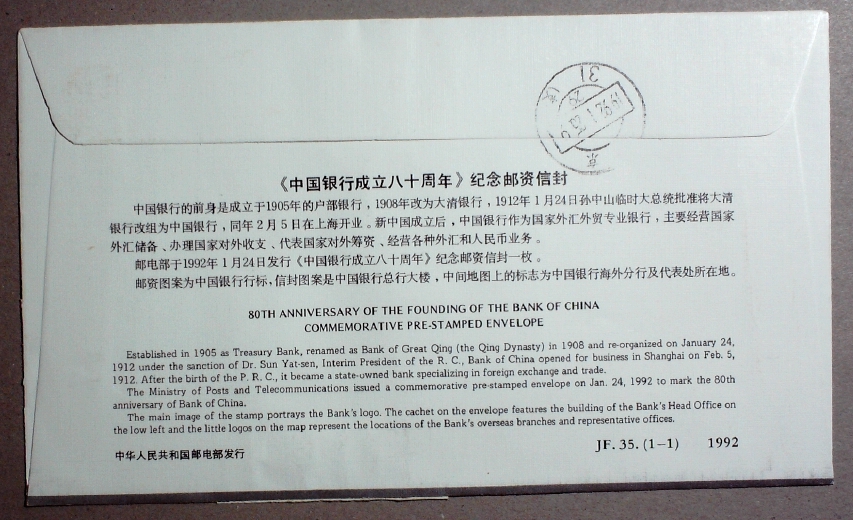 31
京
《中国银行成立八十周年》纪念邮资信封
中国银行的前身是成立于1905年的户部银行，1908年改为大清银行，1912年1月24日孙中山临时大总统批准将大清
银行改组为中国银行，同年2月5日在上海开业。新中国成立后，中国银行作为国家外汇外贸专业银行，主要经营国家
外汇储备、办理国家对外收支、代表国家对外筹资、经营各种外汇和人民币业务。
邮电部于1992年1月24日发行《中国银行成立八十周年》纪念邮资信封一枚。
邮资图案为中国银行行标，信封图案是中国银行总行大楼，中间地图上的标志为中国银行海外分行及代表处所在地。
80TH ANNIVERSARY OF THE FOUNDING OF THE BANK OF CHINA
COMMEMORATIVE PRE-STAMPED ENVELOPE
Established in 1905 as Treasury Bank, renamed as Bank of Great Qing (the Qing Dynasty) in 1908 and re-organized on January 24,
1912 under the sanction of Dr. Sun Yat-sen, Interim President of the R. C., Bank of China opened for business in Shanghai on Feb. 5,
1912. After the birth of the P. R. C., it became a state-owned bank specializing in foreign exchange and trade.
The Ministry of Posts and Telecommunications issued a commemorative pre-stamped envelope on Jan. 24, 1992 to mark the 80th
anniversary of Bank of China.
The main image of the stamp portrays the Bank's logo. The cachet on the envelope features the building of the Bank's Head Office on
the low left and the little logos on the map represent the locations of the Bank's overseas branches and representative offices.
中华人民共和国邮电部发行
JF. 35. (1-1) 1992